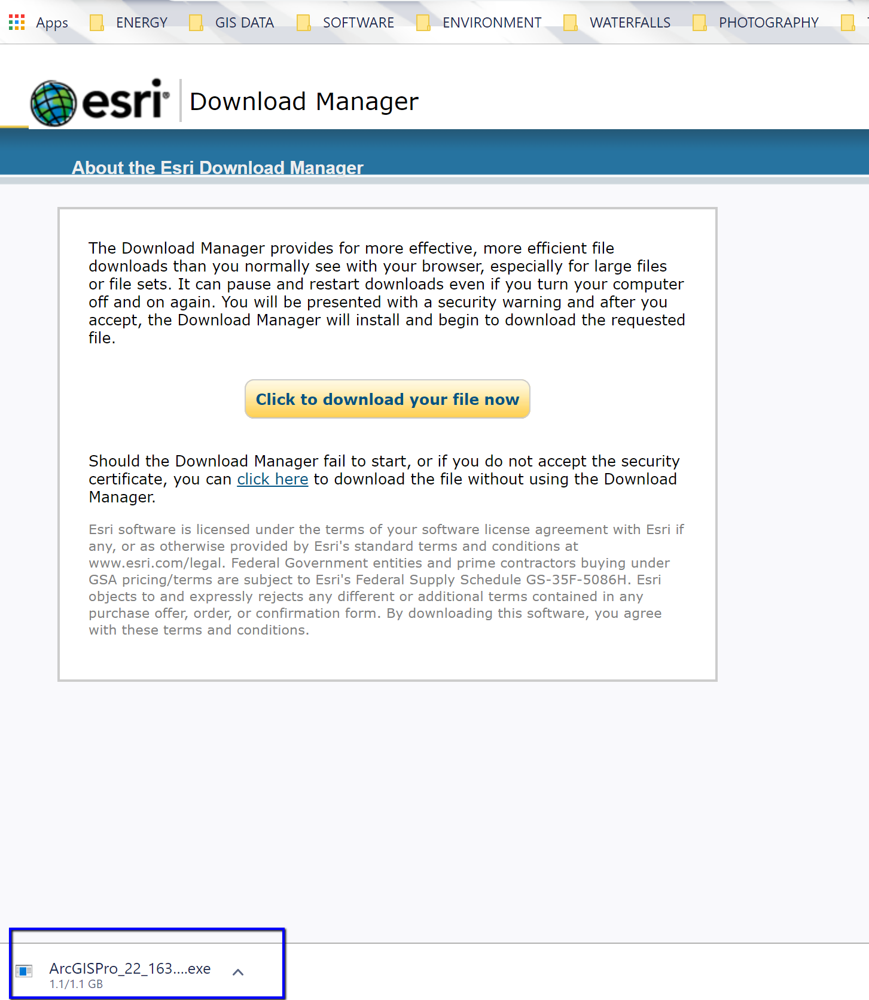 Apps ENERGY GIS DATA SOFTWARE ENVIRONMENT WATERFALLS PHOTOGRAPHY
esri® Download Manager
About the Esri Download Manager
The Download Manager provides for more effective, more efficient file
downloads than you normally see with your browser, especially for large files
or file sets. It can pause and restart downloads even if you turn your computer
off and on again. You will be presented with a security warning and after you
accept, the Download Manager will install and begin to download the requested
file.
Click to download your file now
Should the Download Manager fail to start, or if you do not accept the security
certificate, you can click here to download the file without using the Download
Manager.
Esri software is licensed under the terms of your software license agreement with Esri if
any, or as otherwise provided by Esri's standard terms and conditions at
www.esri.com/legal. Federal Government entities and prime contractors buying under
GSA pricing/terms are subject to Esri's Federal Supply Schedule GS-35F-5086H. Esri
objects to and expressly rejects any different or additional terms contained in any
purchase offer, order, or confirmation form. By downloading this software, you agree
with these terms and conditions.
ArcGISPro_22_163....exe
1.1/1.1 GB